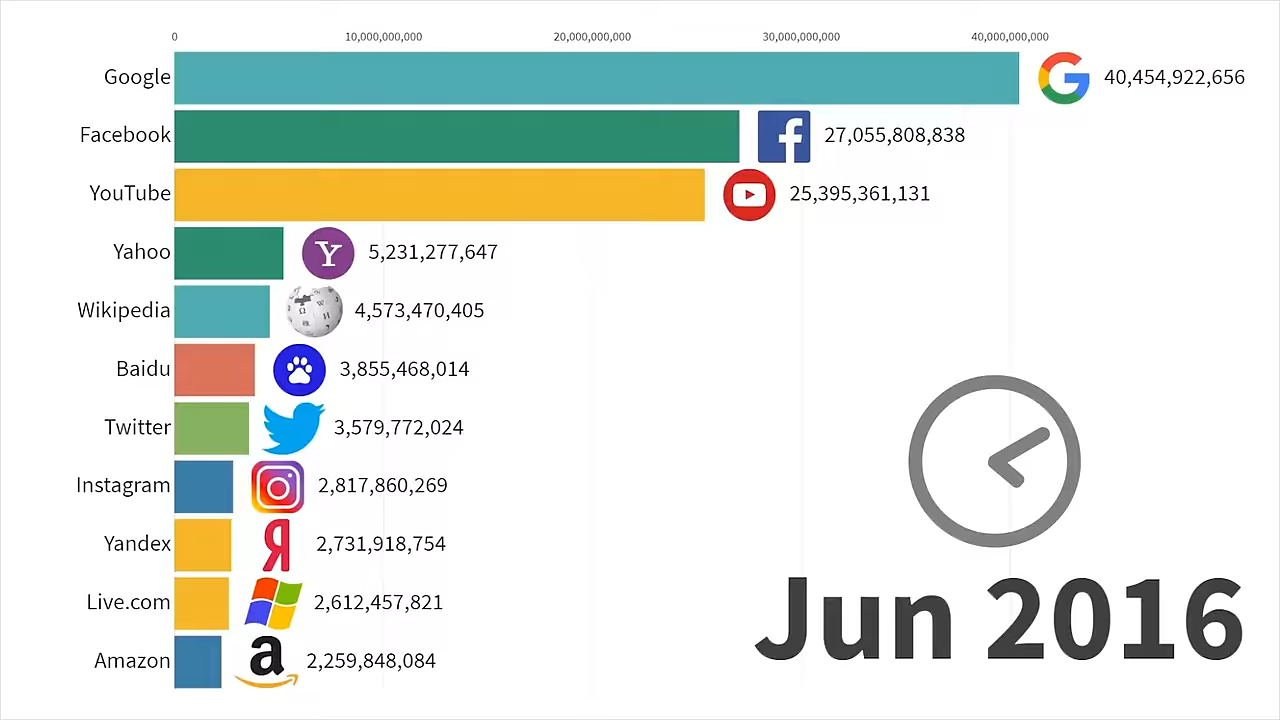 0 10,000,000,000 20,000,000,000 30,000,000,000 40,000,000,000
Google 40,454,922,656
Facebook f 27,055,808,838
YouTube 25,395,361,131
Yahoo Y 5,231,277,647
Wikipedia 4,573,470,405
Baidu 3,855,468,014
Twitter 3,579,772,024
Instagram 2,817,860,269
Yandex Я 2,731,918,754
Live.com 2,612,457,821
Amazon a 2,259,848,084
Jun 2016